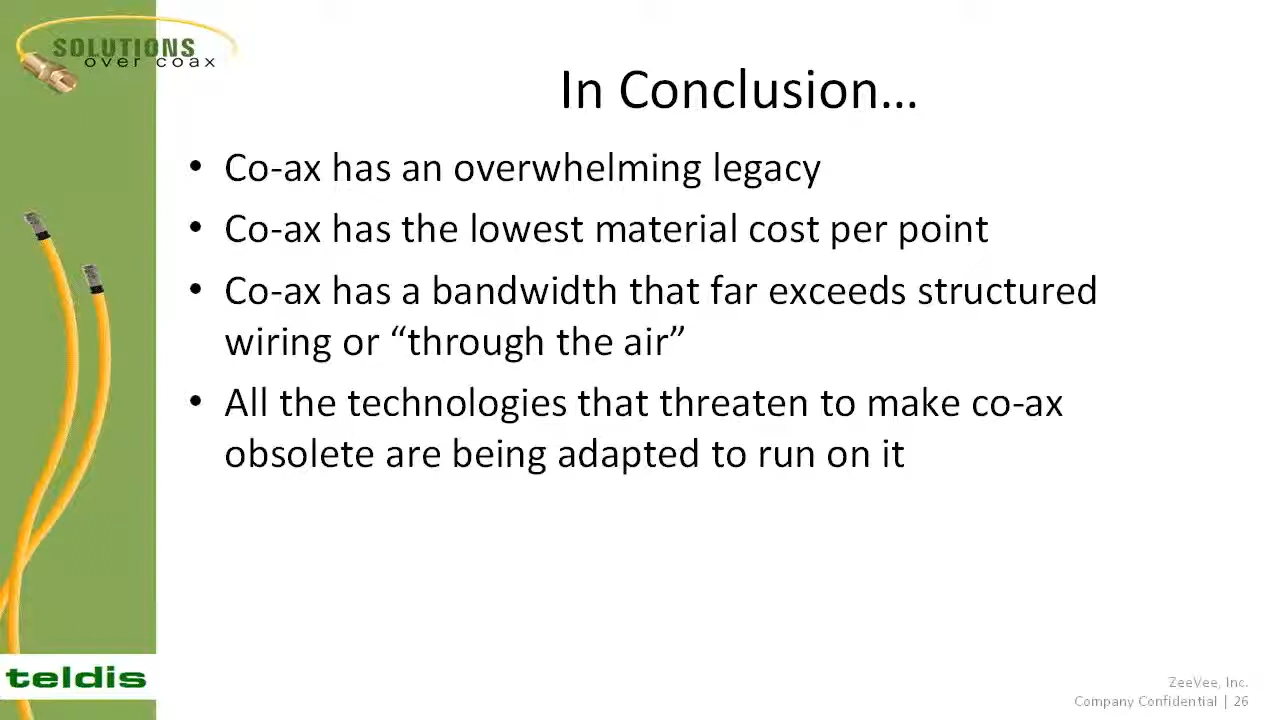 SOLUTIONS
over coax
In Conclusion…
• Co-ax has an overwhelming legacy
• Co-ax has the lowest material cost per point
• Co-ax has a bandwidth that far exceeds structured
wiring or “through the air”
• All the technologies that threaten to make co-ax
obsolete are being adapted to run on it
teldis
ZeeVee, Inc.
Company Confidential | 26